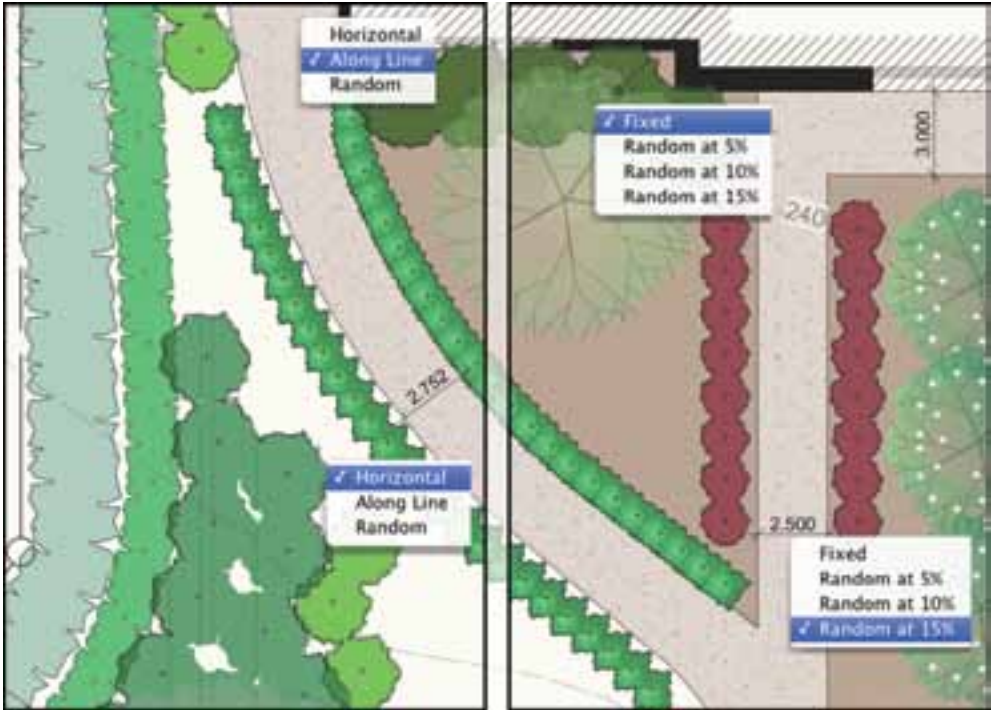 Horizontal
✓ Along Line
Random
✓ Fixed
Random at 5%
Random at 10%
Random at 15%
3.000
240
2.752
✓ Horizontal
Along Line
Random
2.500
Fixed
Random at 5%
Random at 10%
✓ Random at 15%